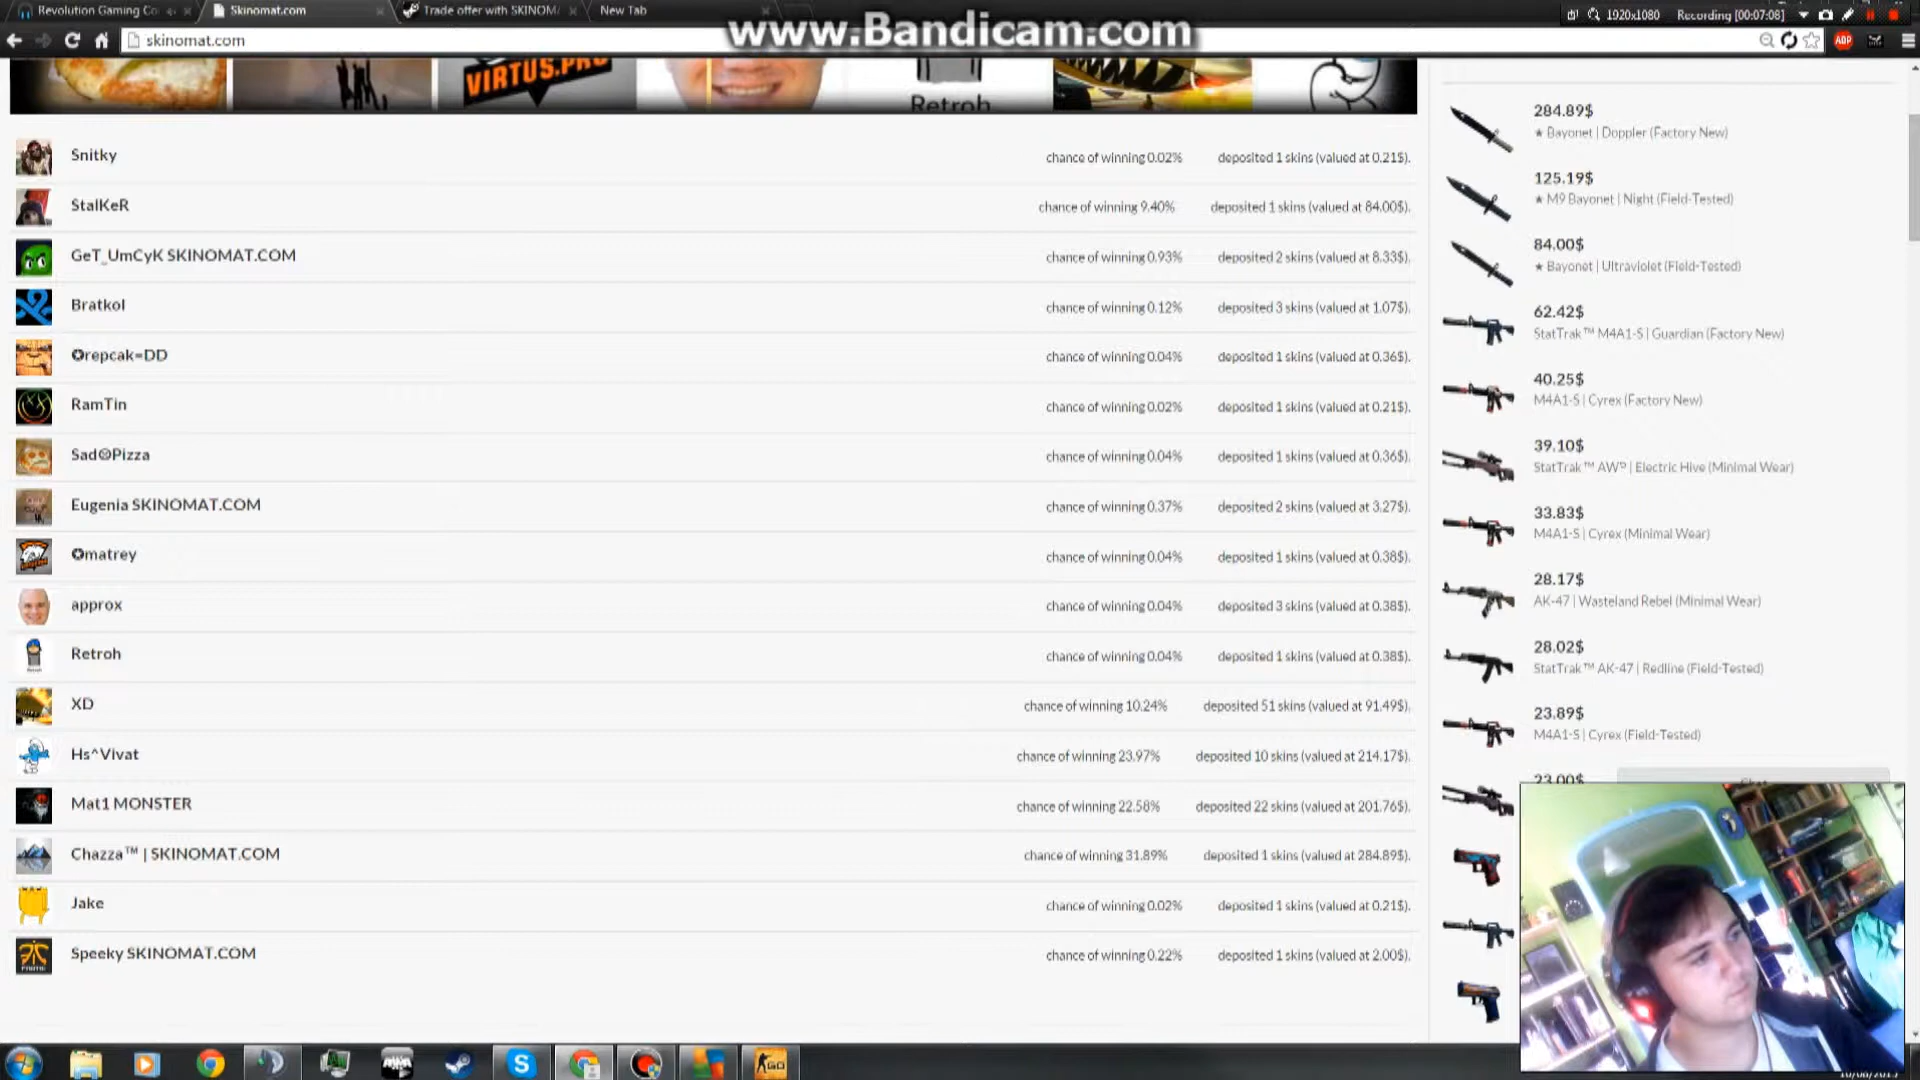 Revolution Gaming Co
Skinomat.com
Trade offer with SKINOM
New Tab
www.Bandicam.com
1920x1080
Recording [00:07:08]
skinomat.com
ABP
VIRTUS.PRO
Retroh
Snitky
chance of winning 0.02%
deposited 1 skins (valued at 0.21$).
StalKeR
chance of winning 9.40%
deposited 1 skins (valued at 84.00$).
GeT_UmCyK SKINOMAT.COM
chance of winning 0.93%
deposited 2 skins (valued at 8.33$).
Bratkol
chance of winning 0.12%
deposited 3 skins (valued at 1.07$).
✪repcak=DD
chance of winning 0.04%
deposited 1 skins (valued at 0.36$).
RamTin
chance of winning 0.02%
deposited 1 skins (valued at 0.21$).
Sad☹Pizza
chance of winning 0.04%
deposited 1 skins (valued at 0.36$).
Eugenia SKINOMAT.COM
chance of winning 0.37%
deposited 2 skins (valued at 3.27$).
✪matrey
chance of winning 0.04%
deposited 1 skins (valued at 0.38$).
approx
chance of winning 0.04%
deposited 3 skins (valued at 0.38$).
Retroh
chance of winning 0.04%
deposited 1 skins (valued at 0.38$).
XD
chance of winning 10.24%
deposited 51 skins (valued at 91.49$).
Hs^Vivat
chance of winning 23.97%
deposited 10 skins (valued at 214.17$).
Mat1 MONSTER
chance of winning 22.58%
deposited 22 skins (valued at 201.76$).
Chazza™ | SKINOMAT.COM
chance of winning 31.89%
deposited 1 skins (valued at 284.89$).
Jake
chance of winning 0.02%
deposited 1 skins (valued at 0.21$).
Speeky SKINOMAT.COM
chance of winning 0.22%
deposited 1 skins (valued at 2.00$).
284.89$
★ Bayonet | Doppler (Factory New)
125.19$
★ M9 Bayonet | Night (Field-Tested)
84.00$
★ Bayonet | Ultraviolet (Field-Tested)
62.42$
StatTrak™ M4A1-S | Guardian (Factory New)
40.25$
M4A1-S | Cyrex (Factory New)
39.10$
StatTrak™ AWP | Electric Hive (Minimal Wear)
33.83$
M4A1-S | Cyrex (Minimal Wear)
28.17$
AK-47 | Wasteland Rebel (Minimal Wear)
28.02$
StatTrak™ AK-47 | Redline (Field-Tested)
23.89$
M4A1-S | Cyrex (Field-Tested)
23.00$
Chat
GO